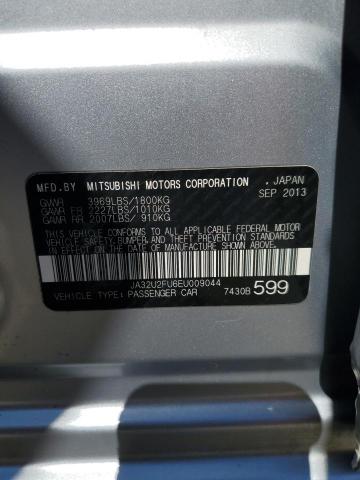 MFD.BY MITSUBISHI MOTORS CORPORATION . JAPAN
GVWR 3969LBS/1800KG SEP 2013
GAWR FR 2227LBS/1010KG
GAWR RR 2007LBS/ 910KG
THIS VEHICLE CONFORMS TO ALL APPLICABLE FEDERAL MOTOR
VEHICLE SAFETY,BUMPER,AND THEFT PREVENTION STANDARDS
IN EFFECT ON THE DATE OF MANUFACTURE SHOWN ABOVE.
JA32U2FU6EU009044
VEHICLE TYPE:PASSENGER CAR 7430B 599